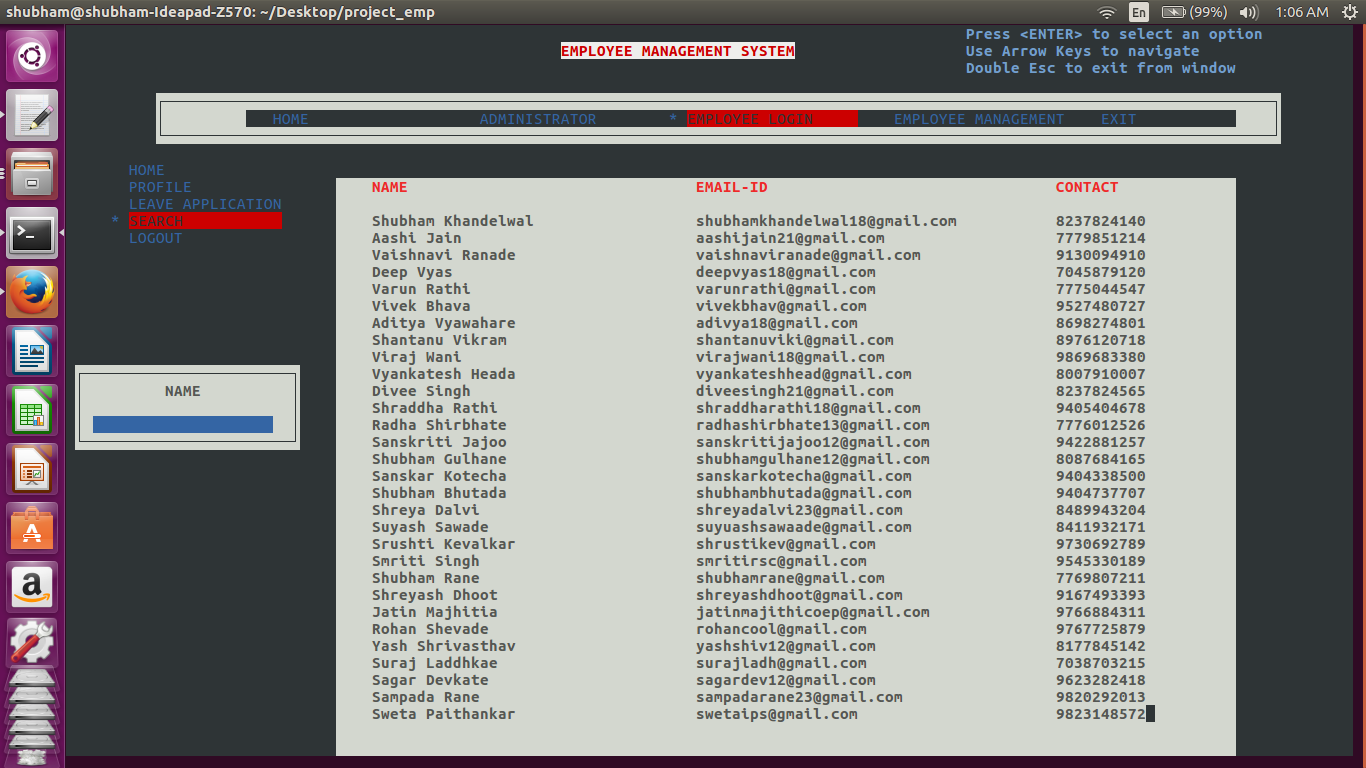 shubham@shubham-Ideapad-Z570: ~/Desktop/project_emp En (99%) 1:06 AM
Press <ENTER> to select an option
EMPLOYEE MANAGEMENT SYSTEM Use Arrow Keys to navigate
Double Esc to exit from window
HOME ADMINISTRATOR * EMPLOYEE LOGIN EMPLOYEE MANAGEMENT EXIT
HOME
PROFILE
LEAVE APPLICATION
* SEARCH
LOGOUT
NAME
NAME EMAIL-ID CONTACT
Shubham Khandelwal shubhamkhandelwal18@gmail.com 8237824140
Aashi Jain aashijain21@gmail.com 7779851214
Vaishnavi Ranade vaishnaviranade@gmail.com 9130094910
Deep Vyas deepvyas18@gmail.com 7045879120
Varun Rathi varunrathi@gmail.com 7775044547
Vivek Bhava vivekbhav@gmail.com 9527480727
Aditya Vyawahare adivya18@gmail.com 8698274801
Shantanu Vikram shantanuviki@gmail.com 8976120718
Viraj Wani virajwani18@gmail.com 9869683380
Vyankatesh Heada vyankateshhead@gmail.com 8007910007
Divee Singh diveesingh21@gmail.com 8237824565
Shraddha Rathi shraddharathi18@gmail.com 9405404678
Radha Shirbhate radhashirbhate13@gmail.com 7776012526
Sanskriti Jajoo sanskritijajoo12@gmail.com 9422881257
Shubham Gulhane shubhamgulhane12@gmail.com 8087684165
Sanskar Kotecha sanskarkotecha@gmail.com 9404338500
Shubham Bhutada shubhambhutada@gmail.com 9404737707
Shreya Dalvi shreyadalvi23@gmail.com 8489943204
Suyash Sawade suyuashsawaade@gmail.com 8411932171
Srushti Kevalkar shrustikev@gmail.com 9730692789
Smriti Singh smritirsc@gmail.com 9545330189
Shubham Rane shubhamrane@gmail.com 7769807211
Shreyash Dhoot shreyashdhoot@gmail.com 9167493393
Jatin Majhitia jatinmajithicoep@gmail.com 9766884311
Rohan Shevade rohancool@gmail.com 9767725879
Yash Shrivasthav yashshiv12@gmail.com 8177845142
Suraj Laddhkae surajladh@gmail.com 7038703215
Sagar Devkate sagardev12@gmail.com 9623282418
Sampada Rane sampadarane23@gmail.com 9820292013
Sweta Paithankar swetaips@gmail.com 9823148572